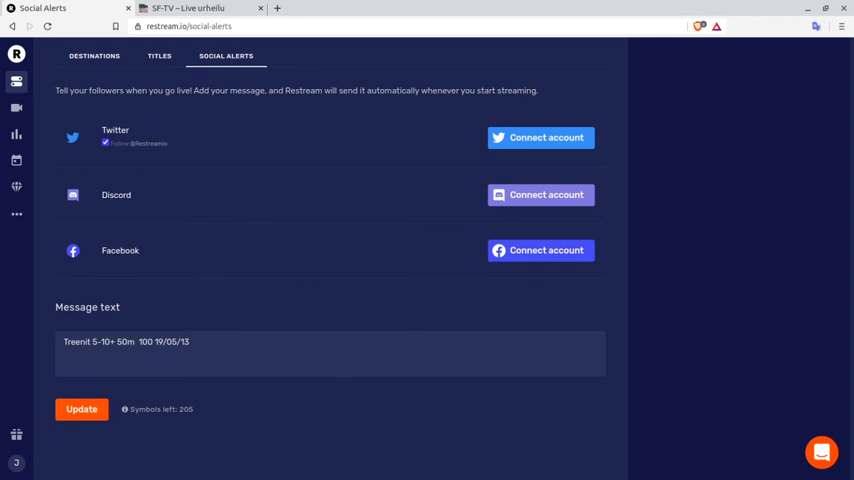 Social Alerts
SF-TV – Live urheilu
restream.io/social-alerts
R
DESTINATIONS TITLES SOCIAL ALERTS
Tell your followers when you go live! Add your message, and Restream will send it automatically whenever you start streaming.
Twitter
Follow @Restreamio
Connect account
Discord
Connect account
Facebook
Connect account
Message text
Treenit 5-10+ 50m 100 19/05/13
Update
Symbols left: 205
J